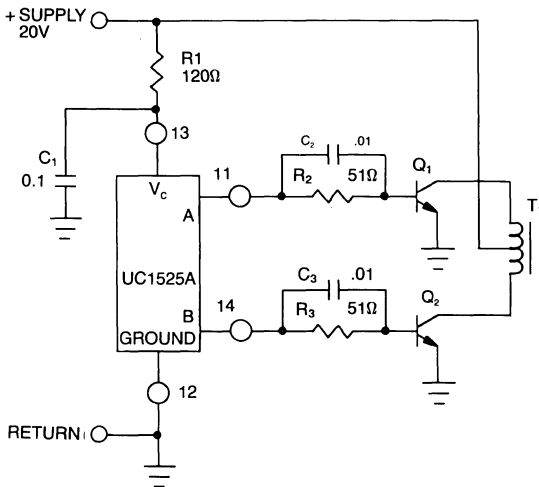 + SUPPLY
20V
R1
120Ω
13
C1
0.1
VC
11
A
C2 .01
R2 51Ω
Q1
T
UC1525A
14
B
C3 .01
R3 51Ω
Q2
GROUND
12
RETURN